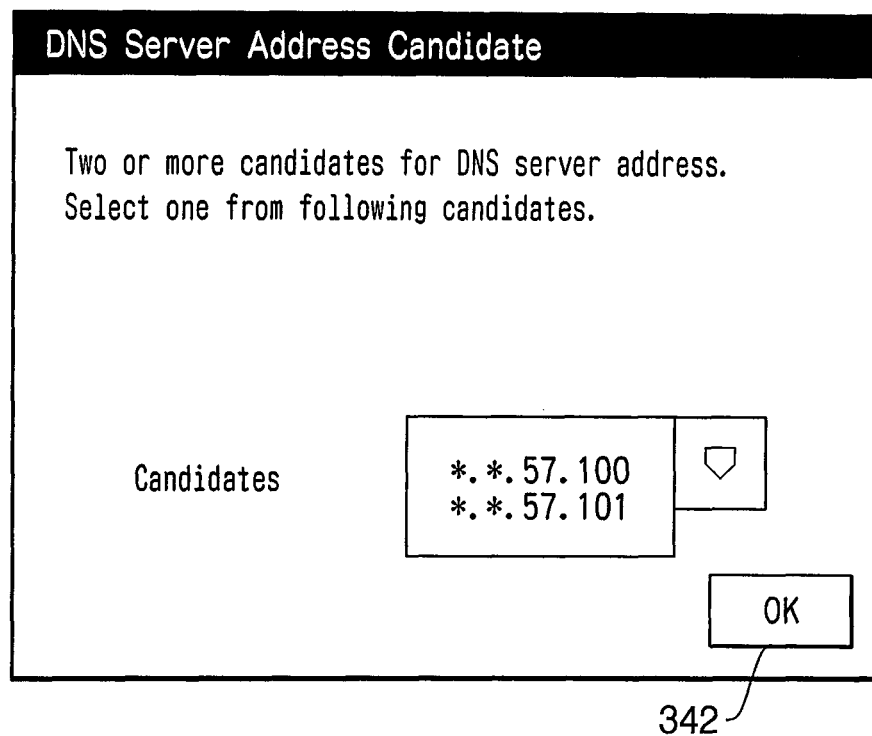 DNS Server Address Candidate
Two or more candidates for DNS server address.
Select one from following candidates.
Candidates
*.*.57.100
*.*.57.101
OK
342